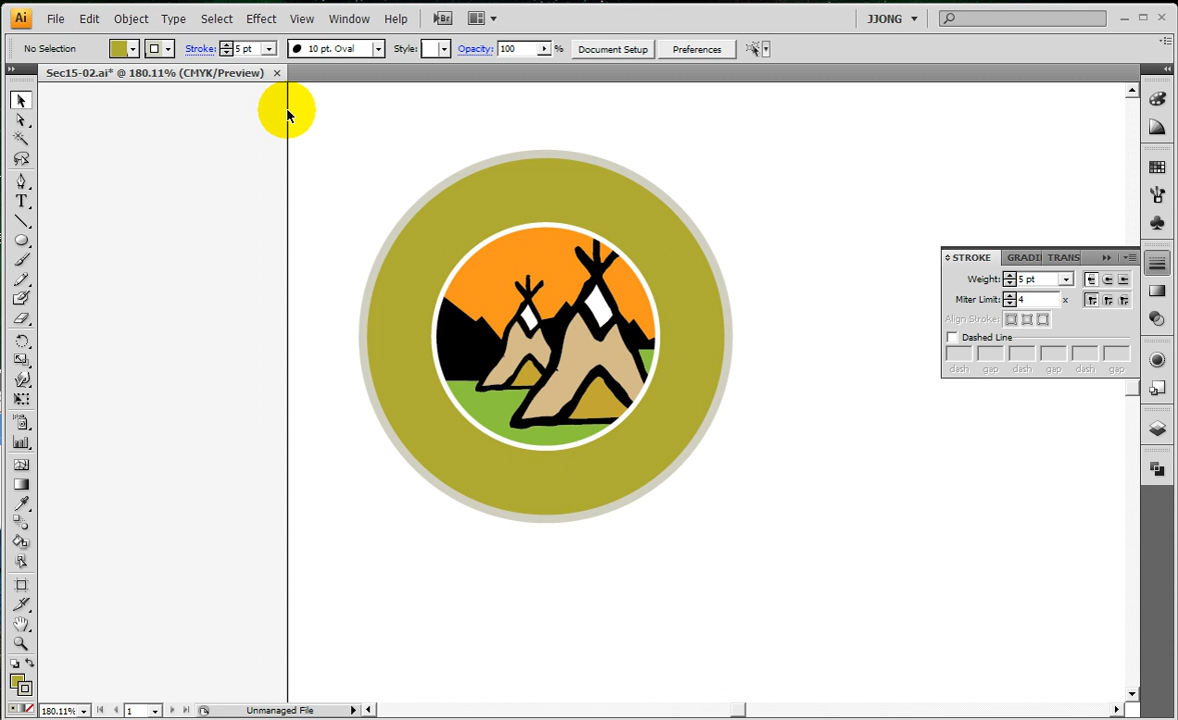 Ai File Edit Object Type Select Effect View Window Help Br JJONG
No Selection Stroke: 5 pt 10 pt. Oval Style: Opacity: 100 % Document Setup Preferences
Sec15-02.ai* @ 180.11% (CMYK/Preview) ×
T
STROKE GRADI TRANS
Weight: 5 pt
Miter Limit: 4 x
Align Stroke:
Dashed Line
dash gap dash gap dash gap
180.11% 1 Unmanaged File